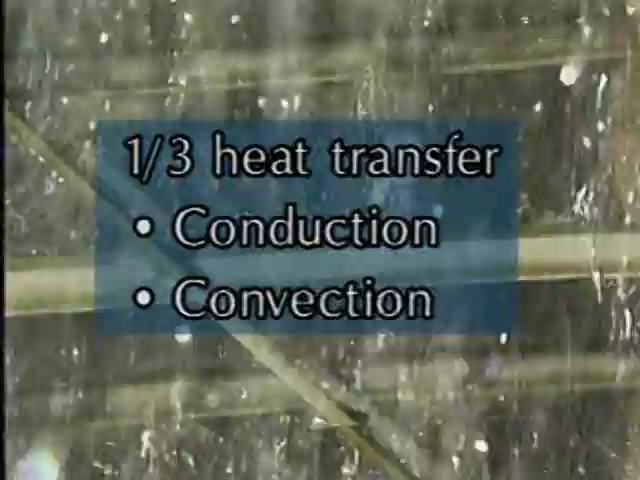 1/3 heat transfer
• Conduction
• Convection